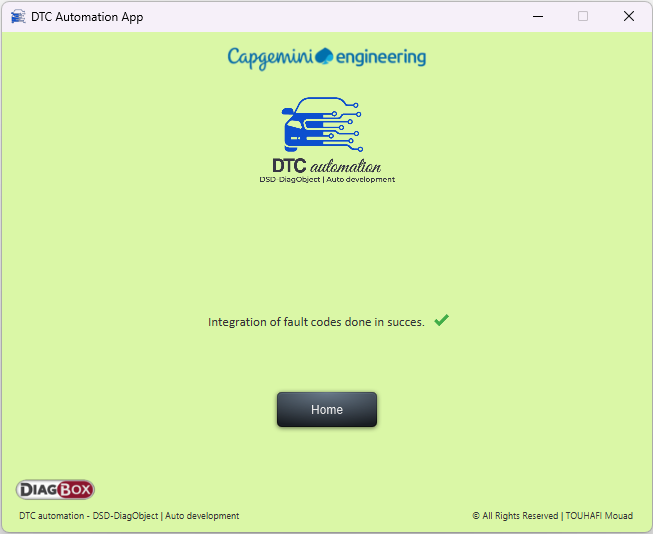 DTC Automation App
Capgemini engineering
DTC automation
DSD-DiagObject | Auto development
Integration of fault codes done in succes.
Home
DIAGBOX
DTC automation - DSD-DiagObject | Auto development
© All Rights Reserved | TOUHAFI Mouad